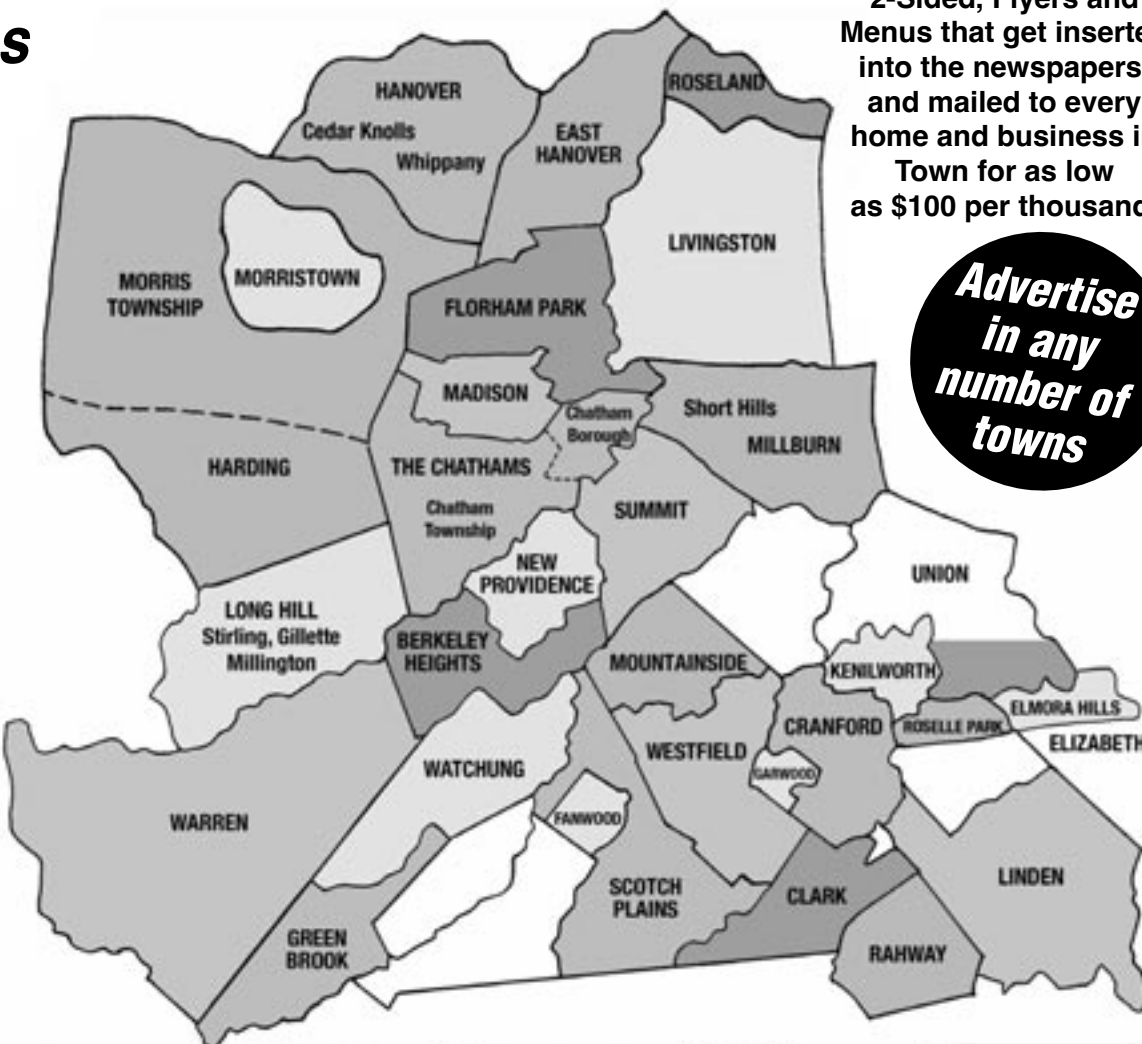 s
2-Sided, Flyers and
Menus that get inserte
into the newspapers
and mailed to every
home and business i
Town for as low
as $100 per thousand
Advertise
in any
number of
towns
ROSELAND
HANOVER
Cedar Knolls
Whippany
EAST
HANOVER
LIVINGSTON
MORRIS
TOWNSHIP
MORRISTOWN
FLORHAM PARK
MADISON
Chatham
Borough
Short Hills
MILLBURN
HARDING
THE CHATHAMS
Chatham
Township
SUMMIT
NEW
PROVIDENCE
UNION
LONG HILL
Stirling, Gillette
Millington
BERKELEY
HEIGHTS
MOUNTAINSIDE
KENILWORTH
ELMORA HILLS
ROSELLE PARK
CRANFORD
ELIZABETH
WESTFIELD
GARWOOD
WATCHUNG
WARREN
FANWOOD
SCOTCH
PLAINS
CLARK
LINDEN
GREEN
BROOK
RAHWAY